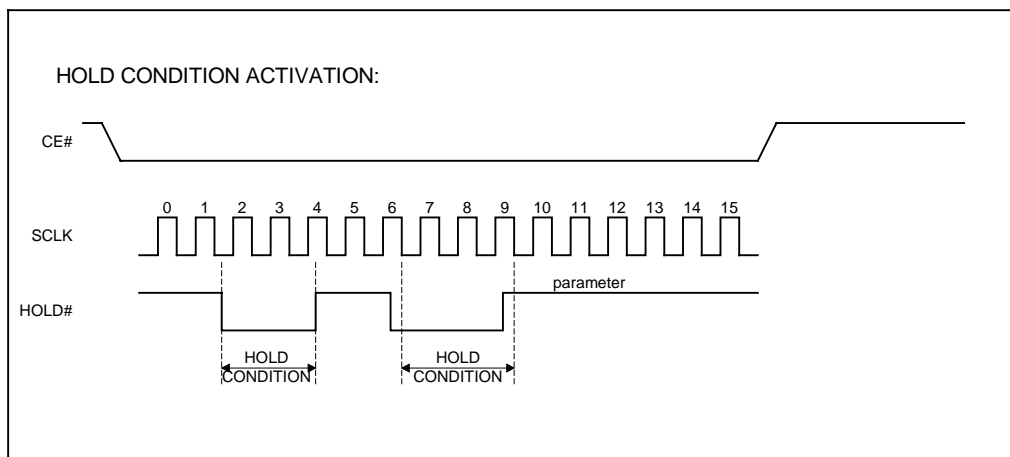 HOLD CONDITION ACTIVATION:
CE#
0 1 2 3 4 5 6 7 8 9 10 11 12 13 14 15
SCLK
parameter
HOLD#
HOLD HOLD
CONDITION CONDITION